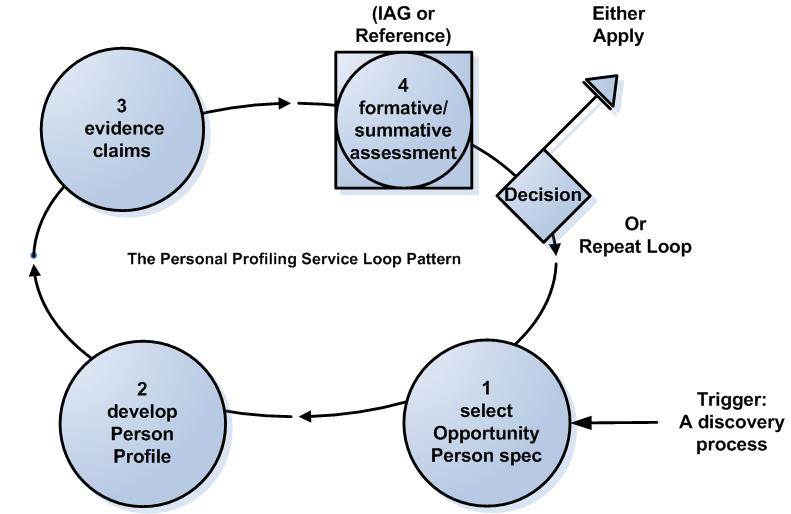 (IAG or
Reference)
Either
Apply
3
evidence
claims
4
formative/
summative
assessment
Decision
Or
Repeat Loop
The Personal Profiling Service Loop Pattern
2
develop
Person
Profile
1
select
Opportunity
Person spec
Trigger:
A discovery
process